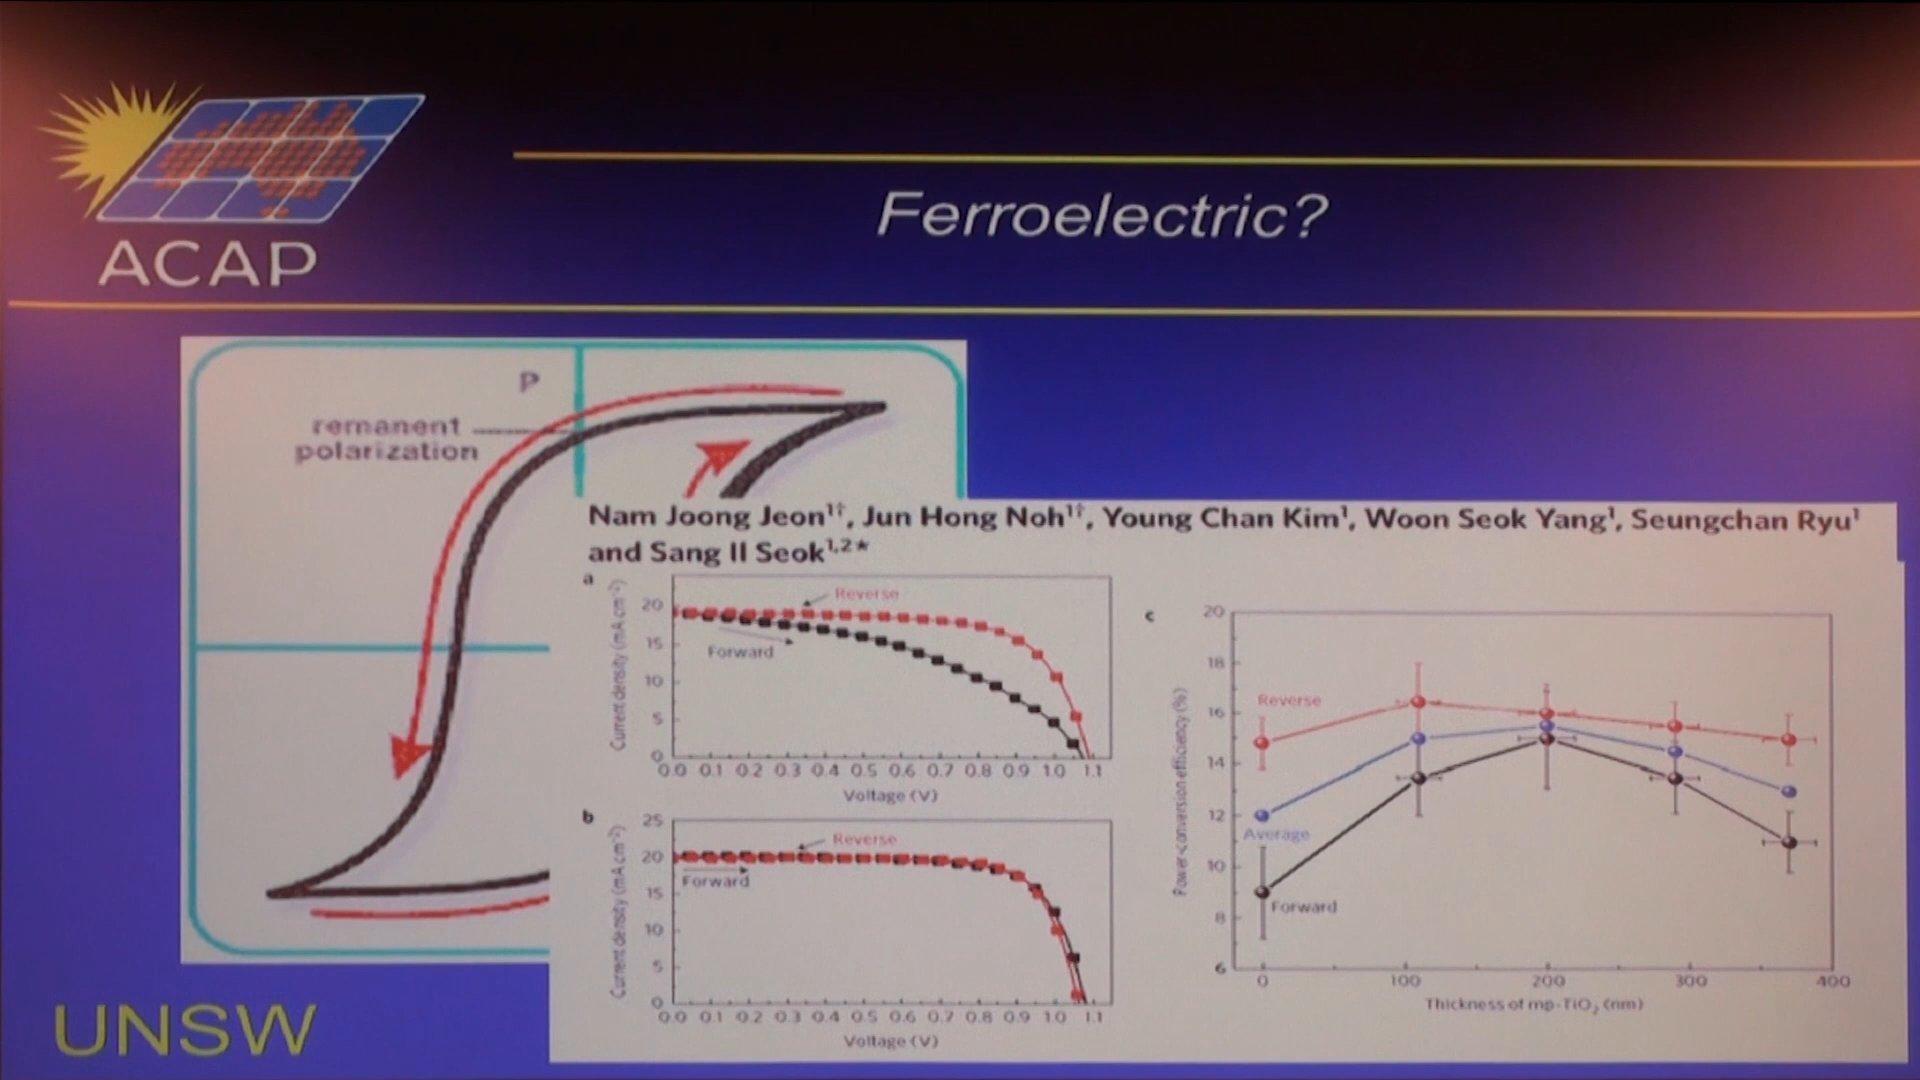 ACAP
Ferroelectric?
P
remanent
polarization
Nam Joong Jeon¹†, Jun Hong Noh¹†, Young Chan Kim¹, Woon Seok Yang¹, Seungchan Ryu¹
and Sang Il Seok¹,²*
a
Current density (mA cm⁻²)
20
15
10
5
0
Reverse
Forward
0.0 0.1 0.2 0.3 0.4 0.5 0.6 0.7 0.8 0.9 1.0 1.1
Voltage (V)
b
Current density (mA cm⁻²)
25
20
15
10
5
0
Reverse
Forward
0.0 0.1 0.2 0.3 0.4 0.5 0.6 0.7 0.8 0.9 1.0 1.1
Voltage (V)
c
Power-conversion efficiency (%)
20
18
16
14
12
10
8
6
Reverse
Average
Forward
0 100 200 300 400
Thickness of mp-TiO₂ (nm)
UNSW